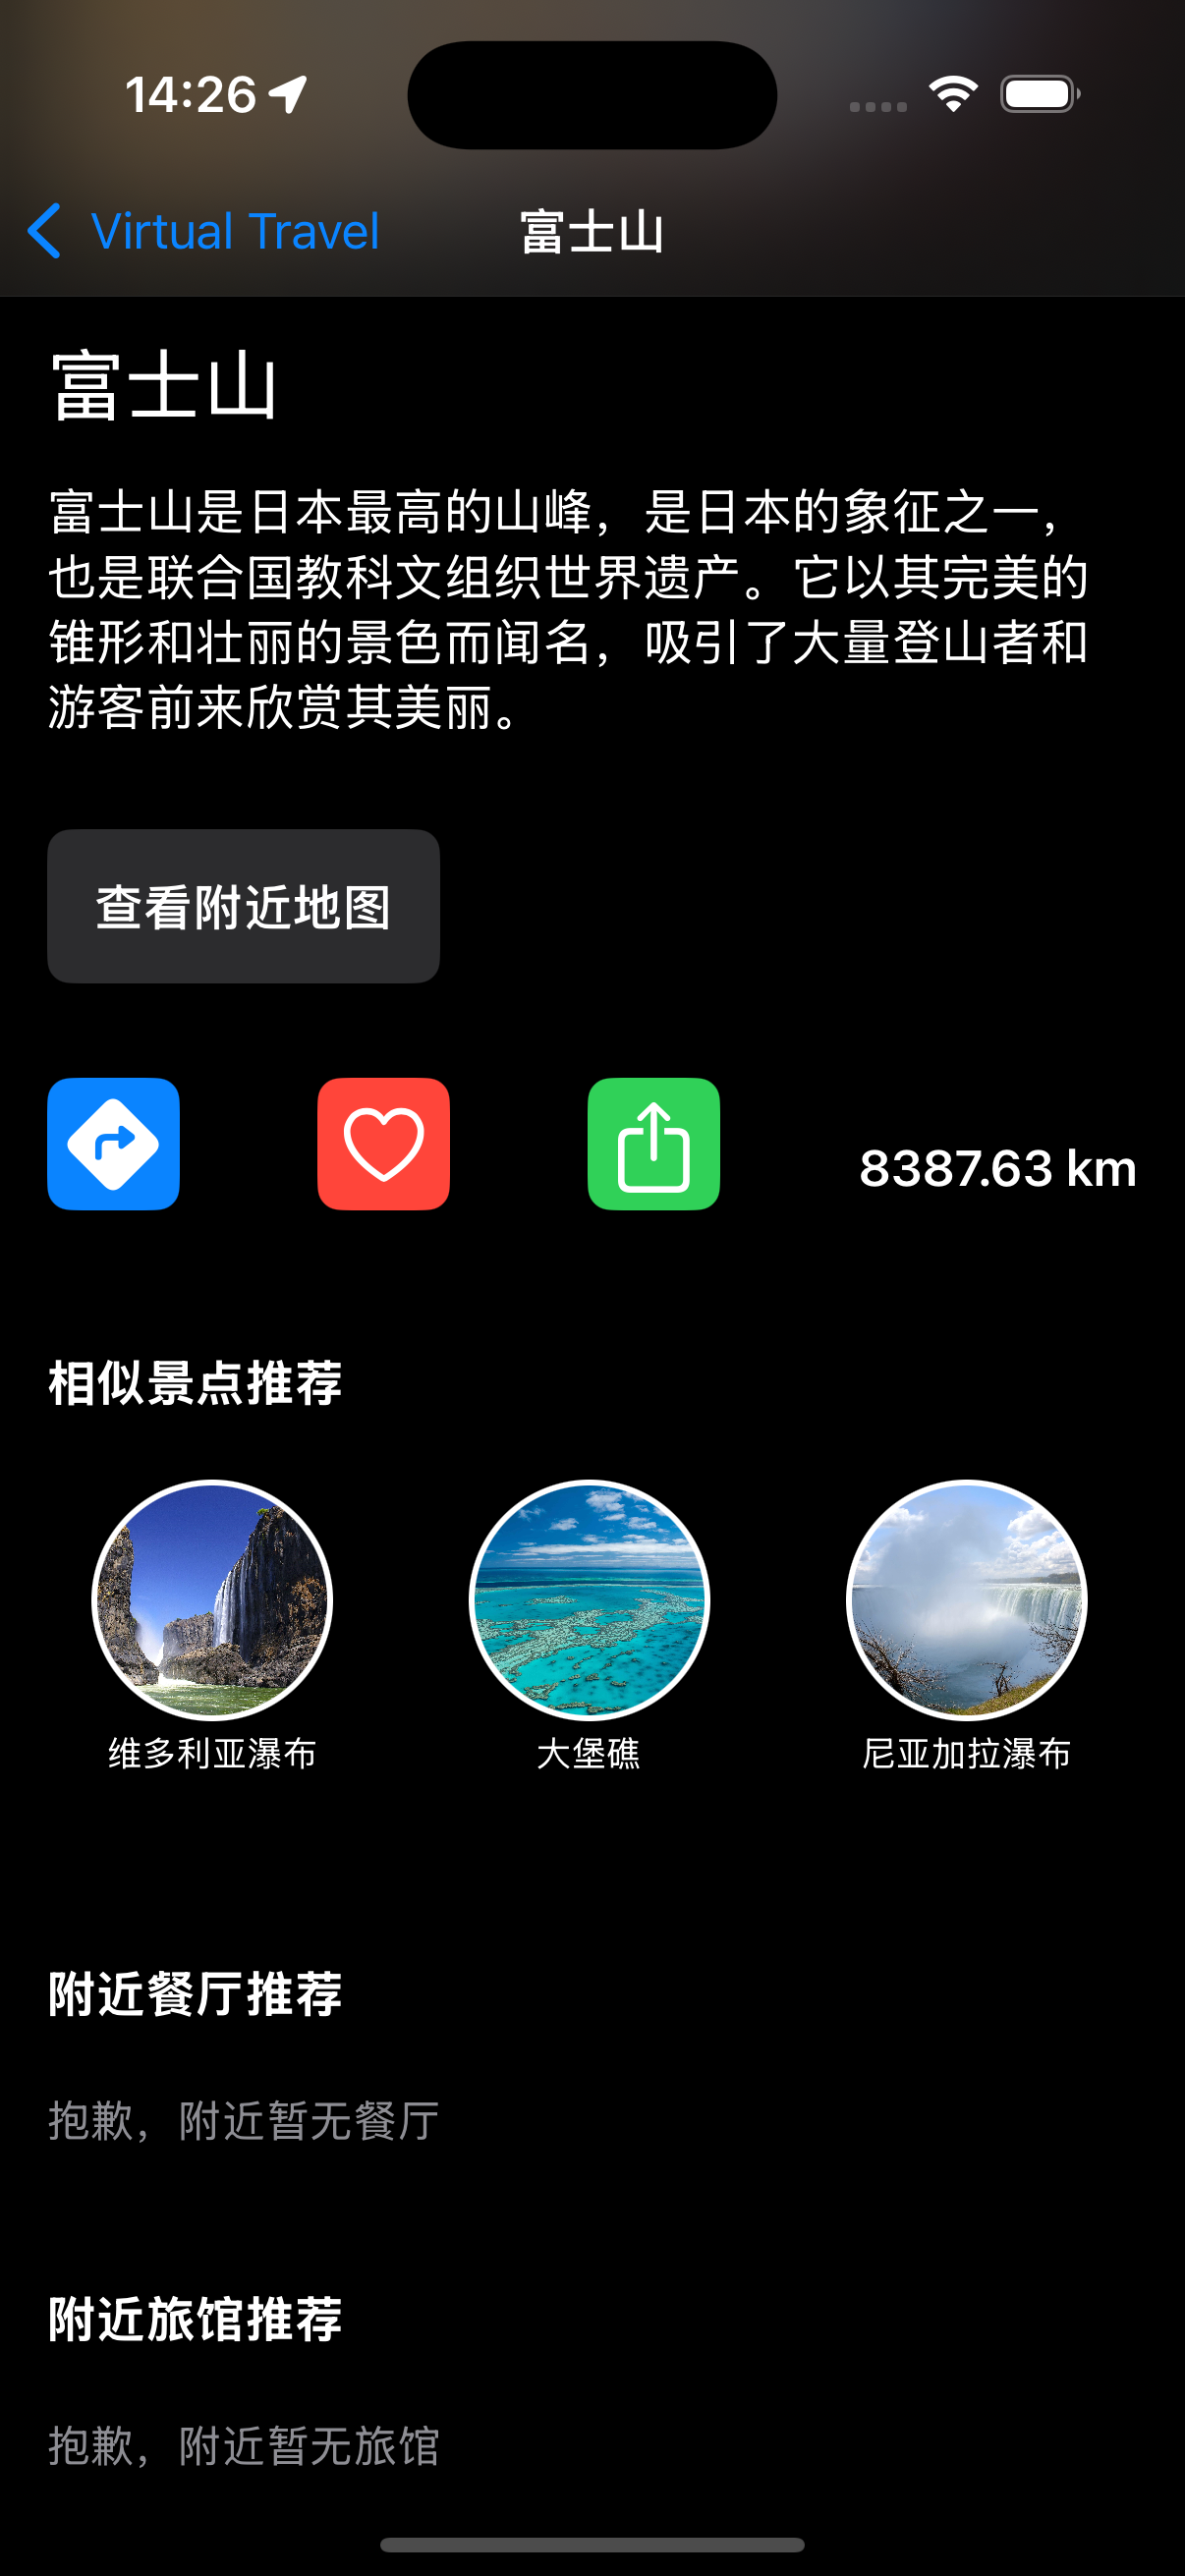 14:26
Virtual Travel
富士山
富士山
富士山是日本最高的山峰，是日本的象征之一，
也是联合国教科文组织世界遗产。它以其完美的
锥形和壮丽的景色而闻名，吸引了大量登山者和
游客前来欣赏其美丽。
查看附近地图
8387.63 km
相似景点推荐
维多利亚瀑布
大堡礁
尼亚加拉瀑布
附近餐厅推荐
抱歉，附近暂无餐厅
附近旅馆推荐
抱歉，附近暂无旅馆